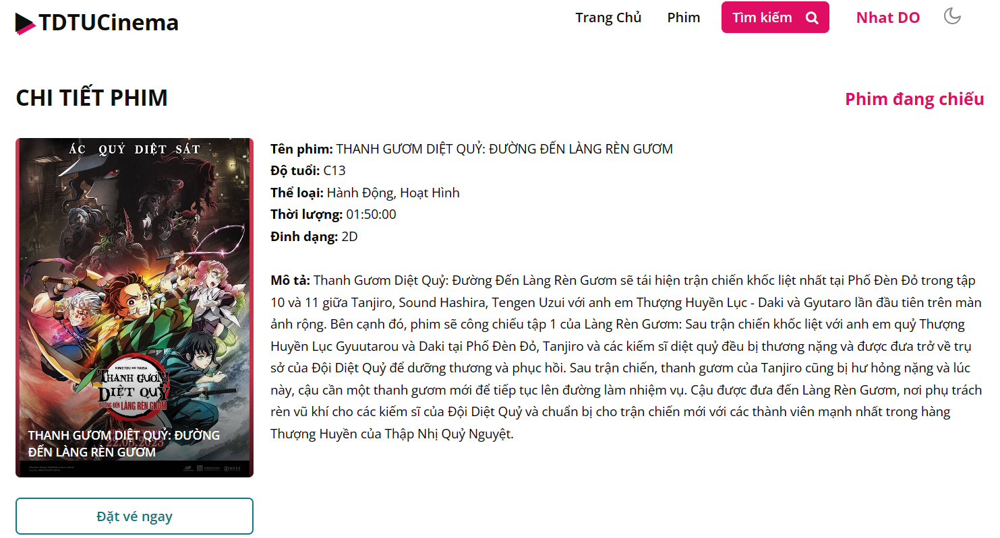 TDTUCinema
Trang Chủ
Phim
Tìm kiếm
Nhat DO
CHI TIẾT PHIM
Phim đang chiếu
ÁC QUỶ DIỆT SÁT
KIMETSU NO YAIBA
THANH GƯƠM
DIỆT QUỶ
ĐƯỜNG ĐẾN LÀNG RÈN GƯƠM
22.03.2023
THANH GƯƠM DIỆT QUỶ: ĐƯỜNG
ĐẾN LÀNG RÈN GƯƠM
Đặt vé ngay
Tên phim: THANH GƯƠM DIỆT QUỶ: ĐƯỜNG ĐẾN LÀNG RÈN GƯƠM
Độ tuổi: C13
Thể loại: Hành Động, Hoạt Hình
Thời lượng: 01:50:00
Đinh dạng: 2D
Mô tả: Thanh Gươm Diệt Quỷ: Đường Đến Làng Rèn Gươm sẽ tái hiện trận chiến khốc liệt nhất tại Phố Đèn Đỏ trong tập
10 và 11 giữa Tanjiro, Sound Hashira, Tengen Uzui với anh em Thượng Huyền Lục - Daki và Gyutaro lần đầu tiên trên màn
ảnh rộng. Bên cạnh đó, phim sẽ công chiếu tập 1 của Làng Rèn Gươm: Sau trận chiến khốc liệt với anh em quỷ Thượng
Huyền Lục Gyuutarou và Daki tại Phố Đèn Đỏ, Tanjiro và các kiếm sĩ diệt quỷ đều bị thương nặng và được đưa trở về trụ
sở của Đội Diệt Quỷ để dưỡng thương và phục hồi. Sau trận chiến, thanh gươm của Tanjiro cũng bị hư hỏng nặng và lúc
này, cậu cần một thanh gươm mới để tiếp tục lên đường làm nhiệm vụ. Cậu được đưa đến Làng Rèn Gươm, nơi phụ trách
rèn vũ khí cho các kiếm sĩ của Đội Diệt Quỷ và chuẩn bị cho trận chiến mới với các thành viên mạnh nhất trong hàng
Thượng Huyền của Thập Nhị Quỷ Nguyệt.